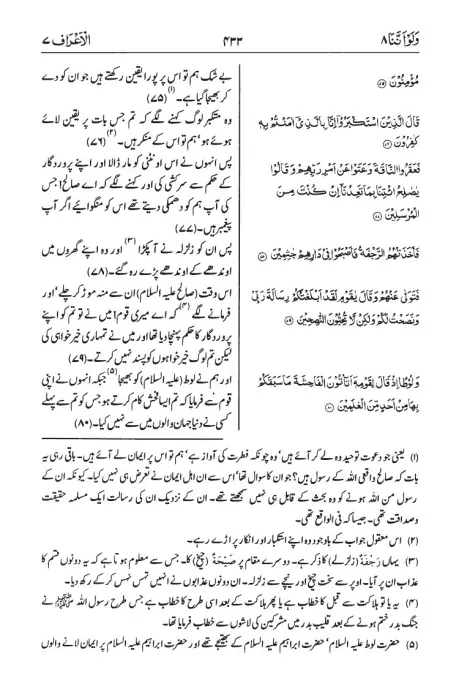 وَلَوْ اَنَّنَا ٨
٤٣٣
الْاَعْرَاف ٧
مُؤْمِنُوْنَ ۝
قَالَ الَّذِيْنَ اسْتَكْبَرُوْٓا اِنَّا بِالَّذِيْٓ اٰمَنْتُمْ بِهٖ
كٰفِرُوْنَ ۝
فَعَقَرُوا النَّاقَةَ وَعَتَوْا عَنْ اَمْرِ رَبِّهِمْ وَقَالُوْا
يٰصٰلِحُ ائْتِنَا بِمَا تَعِدُنَآ اِنْ كُنْتَ مِنَ
الْمُرْسَلِيْنَ ۝
فَاَخَذَتْهُمُ الرَّجْفَةُ فَاَصْبَحُوْا فِيْ دَارِهِمْ جٰثِمِيْنَ ۝
فَتَوَلّٰى عَنْهُمْ وَقَالَ يٰقَوْمِ لَقَدْ اَبْلَغْتُكُمْ رِسَالَةَ رَبِّيْ
وَنَصَحْتُ لَكُمْ وَلٰكِنْ لَّا تُحِبُّوْنَ النّٰصِحِيْنَ ۝
وَلُوْطًا اِذْ قَالَ لِقَوْمِهٖٓ اَتَاْتُوْنَ الْفَاحِشَةَ مَا سَبَقَكُمْ
بِهَا مِنْ اَحَدٍ مِّنَ الْعٰلَمِيْنَ ۝
بے شک ہم تو اس پر پورا یقین رکھتے ہیں جو ان کو دے
کر بھیجا گیا ہے۔ (۱) (۷۵)
وہ متکبر لوگ کہنے لگے کہ تم جس بات پر یقین لائے
ہوئے ہو، ہم تو اس کے منکر ہیں۔ (۲) (۷۶)
پس انہوں نے اس اونٹنی کو مار ڈالا اور اپنے پروردگار
کے حکم سے سرکشی کی اور کہنے لگے کہ اے صالح! جس
کی آپ ہم کو دھمکی دیتے تھے اس کو منگوائیے اگر آپ
پیغمبر ہیں۔ (۷۷)
پس ان کو زلزلہ نے آپکڑا (۳) اور وہ اپنے گھروں میں
اوندھے کے اوندھے پڑے رہ گئے۔ (۷۸)
اس وقت (صالح علیہ السلام) ان سے منہ موڑ کر چلے، اور
فرمانے لگے (۴) کہ اے میری قوم! میں نے تو تم کو اپنے
پروردگار کا حکم پہنچا دیا تھا اور میں نے تمہاری خیرخواہی کی
لیکن تم لوگ خیرخواہوں کو پسند نہیں کرتے۔ (۷۹)
اور ہم نے لوط (علیہ السلام) کو بھیجا (۵) جبکہ انہوں نے اپنی
قوم سے فرمایا کہ تم ایسا فحش کام کرتے ہو جس کو تم سے پہلے
کسی نے دنیا جہان والوں میں سے نہیں کیا۔ (۸۰)
(۱) یعنی جو دعوت توحید وہ لے کر آئے ہیں، وہ چونکہ فطرت کی آواز ہے، ہم تو اس پر ایمان لے آئے ہیں۔ باقی رہی یہ
بات کہ صالح واقعی اللہ کے رسول ہیں؟ جو ان کا سوال تھا، اس سے ان اہل ایمان نے تعرض ہی نہیں کیا۔ کیونکہ ان کے
رسول من اللہ ہونے کو وہ بحث کے قابل ہی نہیں سمجھتے تھے۔ ان کے نزدیک ان کی رسالت ایک مسلمہ حقیقت
وصداقت تھی۔ جیسا کہ فی الواقع تھی۔
(۲) اس معقول جواب کے باوجود وہ اپنے استکبار اور انکار پر اڑے رہے۔
(۳) یہاں رَجْفَةٌ (زلزلے) کا ذکر ہے۔ دوسرے مقام پر صَيْحَةٌ (چیخ) کا۔ جس سے معلوم ہوتا ہے کہ یہ دونوں قسم کا
عذاب ان پر آیا۔ اوپر سے سخت چیخ اور نیچے سے زلزلہ۔ ان دونوں عذابوں نے انہیں تہس نہس کرکے رکھ دیا۔
(۴) یہ یا تو ہلاکت سے قبل کا خطاب ہے یا پھر ہلاکت کے بعد اسی طرح کا خطاب ہے جس طرح رسول اللہ ﷺ نے
جنگ بدر ختم ہونے کے بعد قلیب بدر میں مشرکین کی لاشوں سے خطاب فرمایا تھا۔
(۵) حضرت لوط علیہ السلام، حضرت ابراہیم علیہ السلام کے بھتیجے تھے اور حضرت ابراہیم علیہ السلام پر ایمان لانے والوں